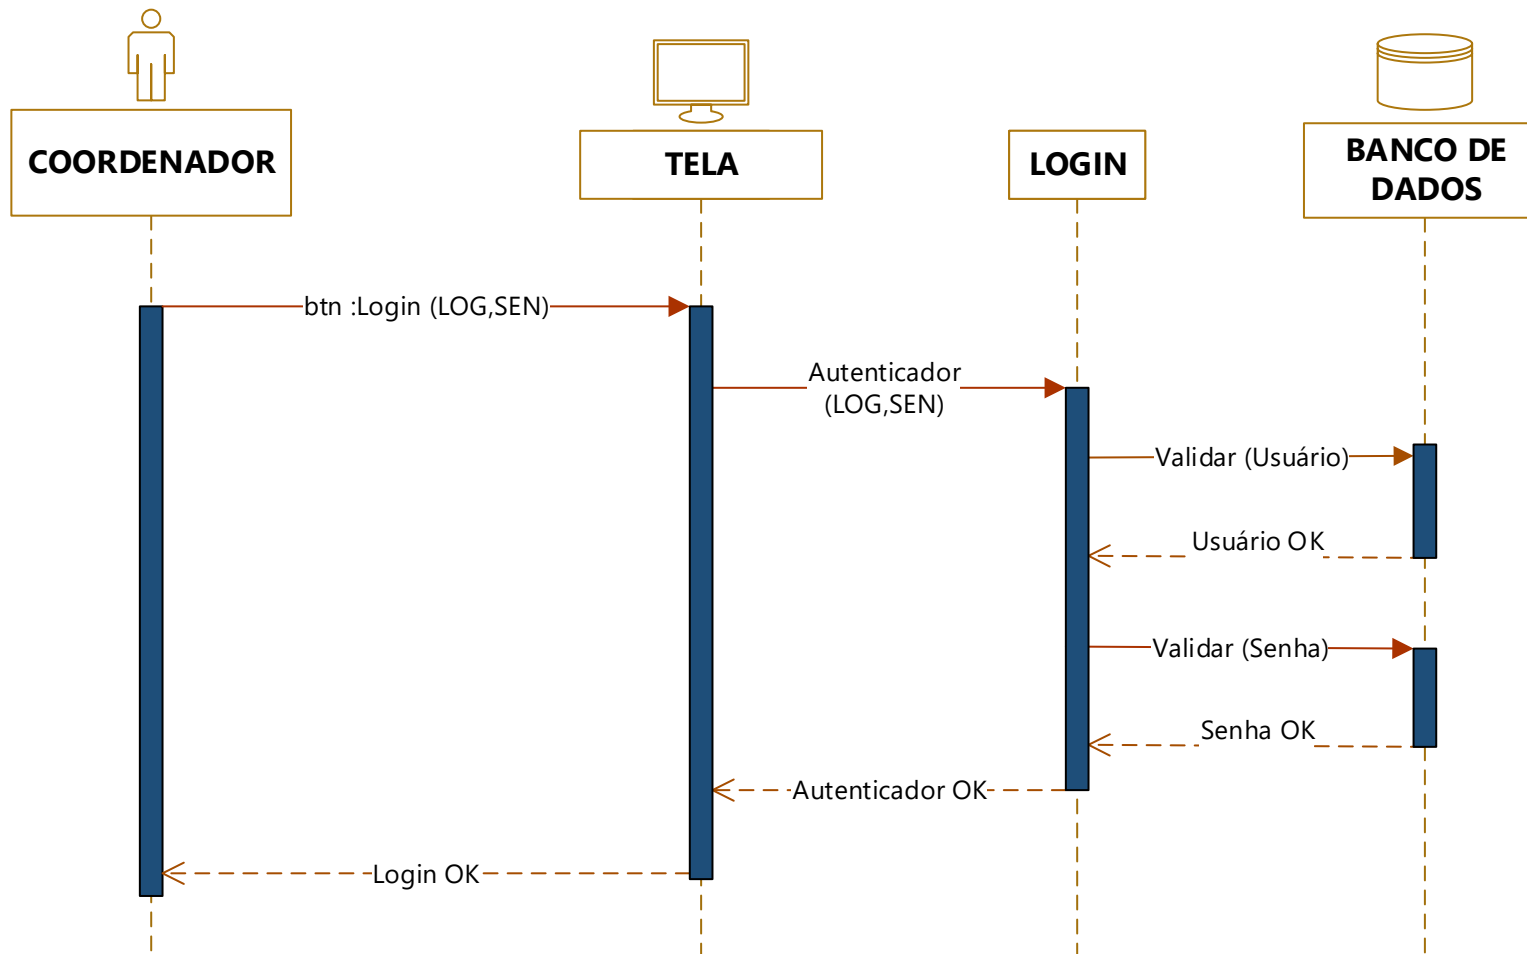 COORDENADOR
TELA
LOGIN
BANCO DE
DADOS
btn :Login (LOG,SEN)
Autenticador
(LOG,SEN)
Validar (Usuário)
Usuário OK
Validar (Senha)
Senha OK
Autenticador OK
Login OK